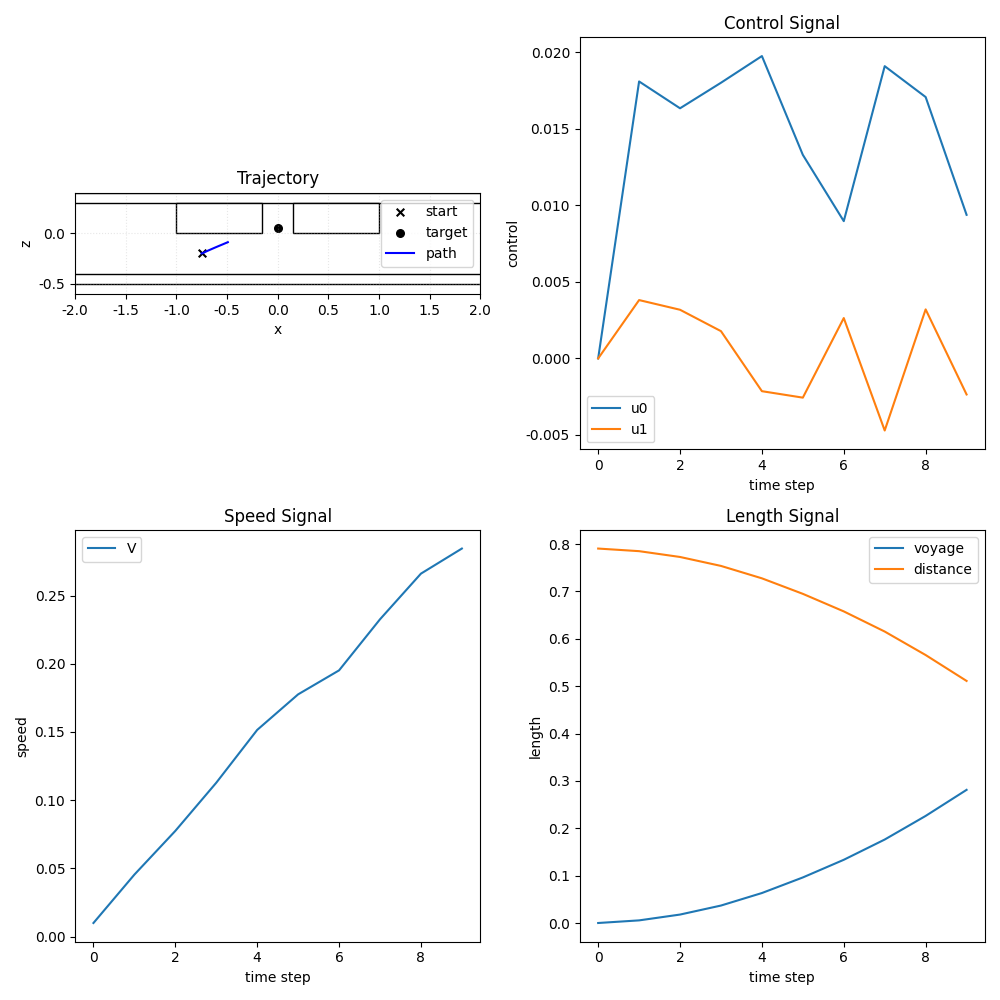 Trajectory
z
0.0
-0.5
-2.0 -1.5 -1.0 -0.5 0.0 0.5 1.0 1.5 2.0
x
start
target
path
Control Signal
control
0.020
0.015
0.010
0.005
0.000
-0.005
u0
u1
0 2 4 6 8
time step
Speed Signal
speed
V
0.25
0.20
0.15
0.10
0.05
0.00
0 2 4 6 8
time step
Length Signal
length
voyage
distance
0.8
0.7
0.6
0.5
0.4
0.3
0.2
0.1
0.0
0 2 4 6 8
time step